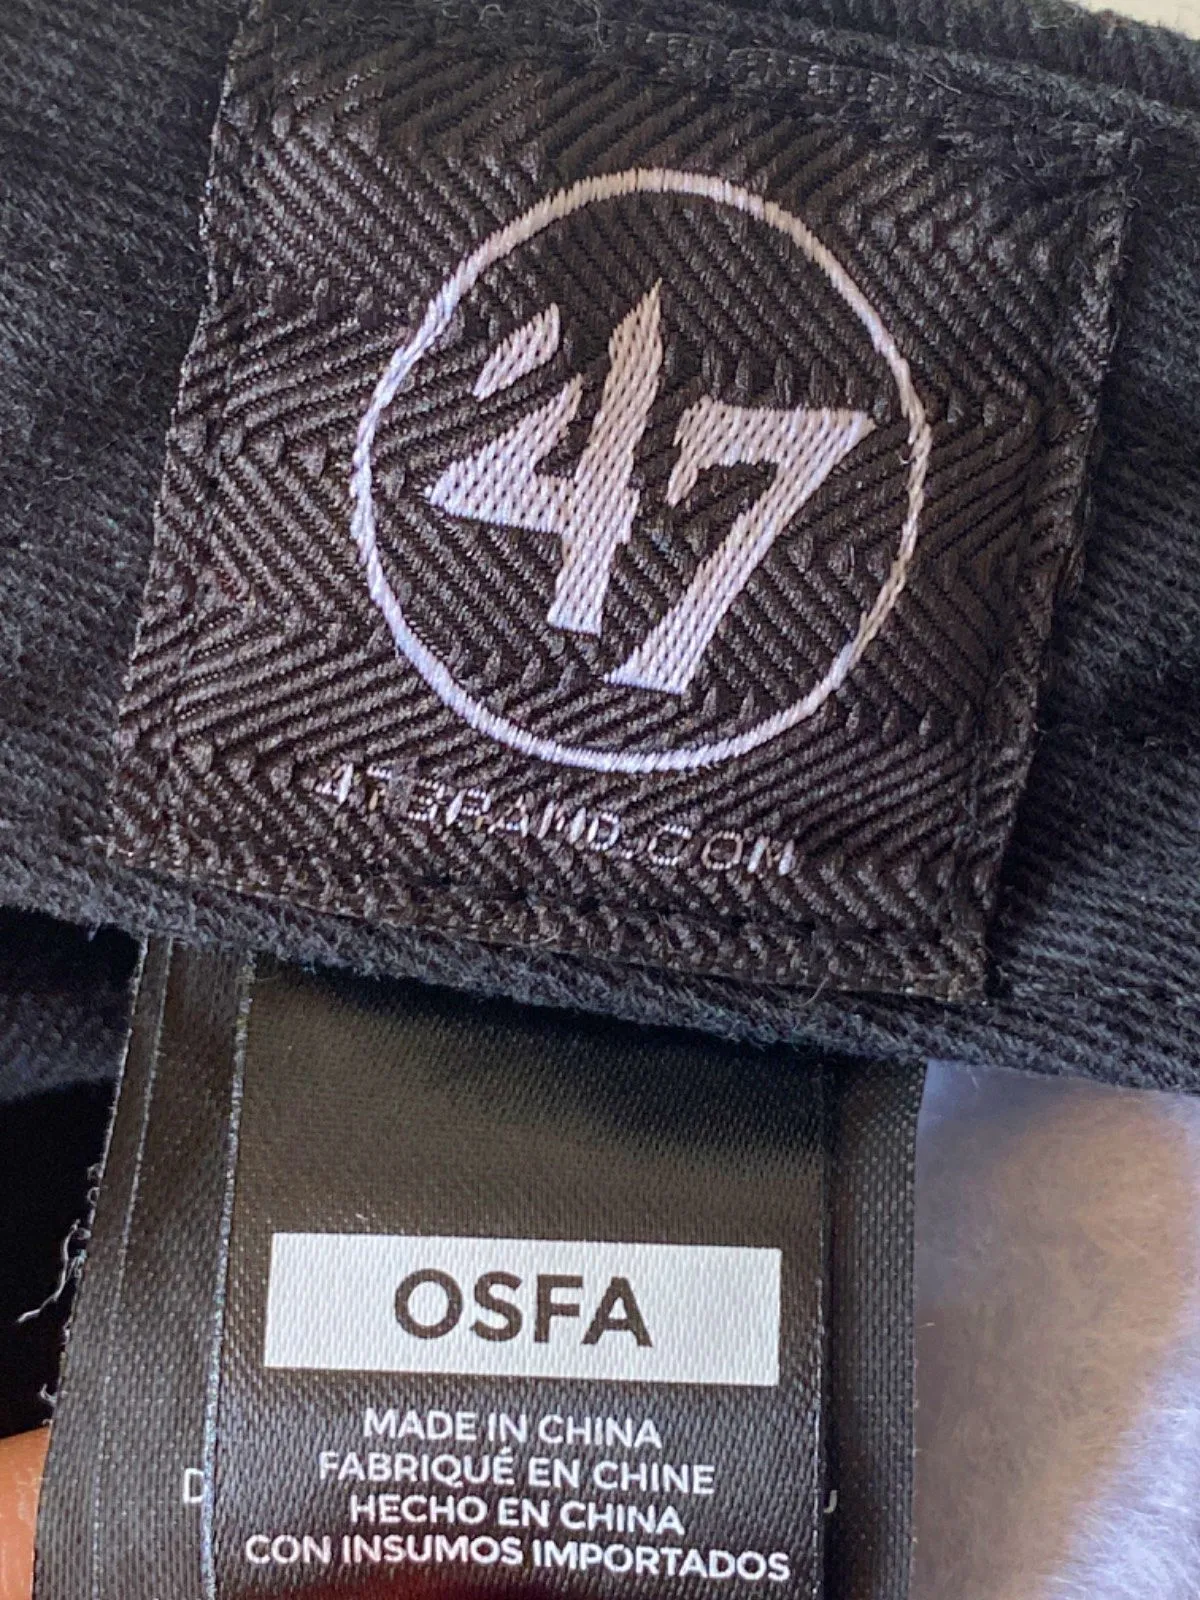 '47
47BRAND.COM
OSFA
MADE IN CHINA
FABRIQUÉ EN CHINE
HECHO EN CHINA
CON INSUMOS IMPORTADOS